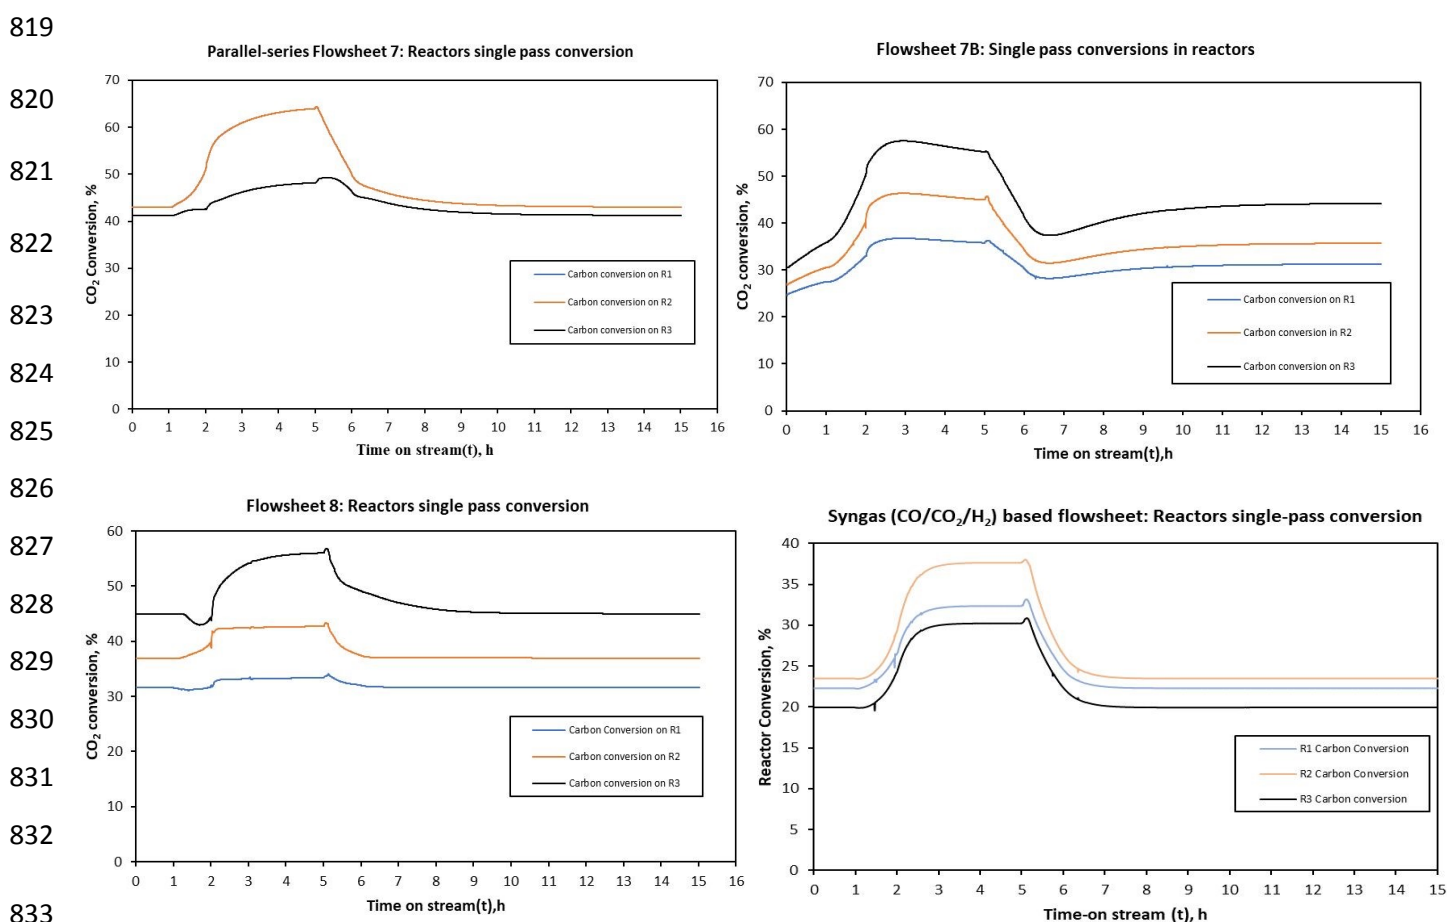 819
820
821
822
823
824
825
826
827
828
829
830
831
832
833
Parallel-series Flowsheet 7: Reactors single pass conversion
CO₂ Conversion, %
70
60
50
40
30
20
10
0
Carbon conversion on R1
Carbon conversion on R2
Carbon conversion on R3
0 1 2 3 4 5 6 7 8 9 10 11 12 13 14 15 16
Time on stream(t), h
Flowsheet 7B: Single pass conversions in reactors
CO₂ conversion, %
70
60
50
40
30
20
10
0
Carbon conversion on R1
Carbon conversion in R2
Carbon conversion on R3
0 1 2 3 4 5 6 7 8 9 10 11 12 13 14 15 16
Time on stream(t),h
Flowsheet 8: Reactors single pass conversion
CO₂ conversion, %
60
50
40
30
20
10
0
Carbon Conversion on R1
Carbon conversion on R2
Carbon conversion on R3
0 1 2 3 4 5 6 7 8 9 10 11 12 13 14 15 16
Time on stream(t),h
Syngas (CO/CO₂/H₂) based flowsheet: Reactors single-pass conversion
Reactor Conversion, %
40
35
30
25
20
15
10
5
0
R1 Carbon Conversion
R2 Carbon Conversion
R3 Carbon conversion
0 1 2 3 4 5 6 7 8 9 10 11 12 13 14 15
Time-on stream (t), h